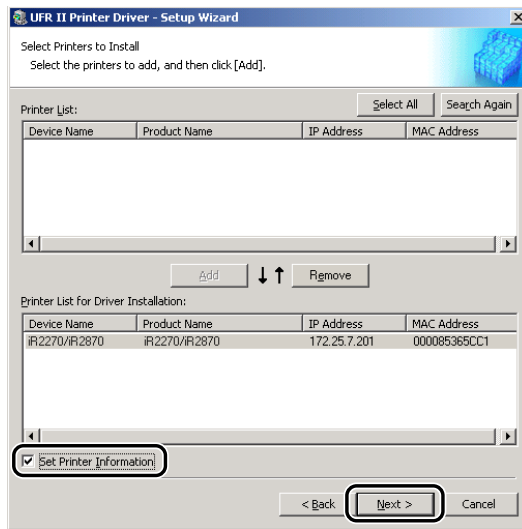 UFR II Printer Driver - Setup Wizard
Select Printers to Install
Select the printers to add, and then click [Add].
Printer List:
Select All
Search Again
Device Name
Product Name
IP Address
MAC Address
Add
Remove
Printer List for Driver Installation:
Device Name
Product Name
IP Address
MAC Address
iR2270/iR2870
iR2270/iR2870
172.25.7.201
000085365CC1
Set Printer Information
< Back
Next >
Cancel